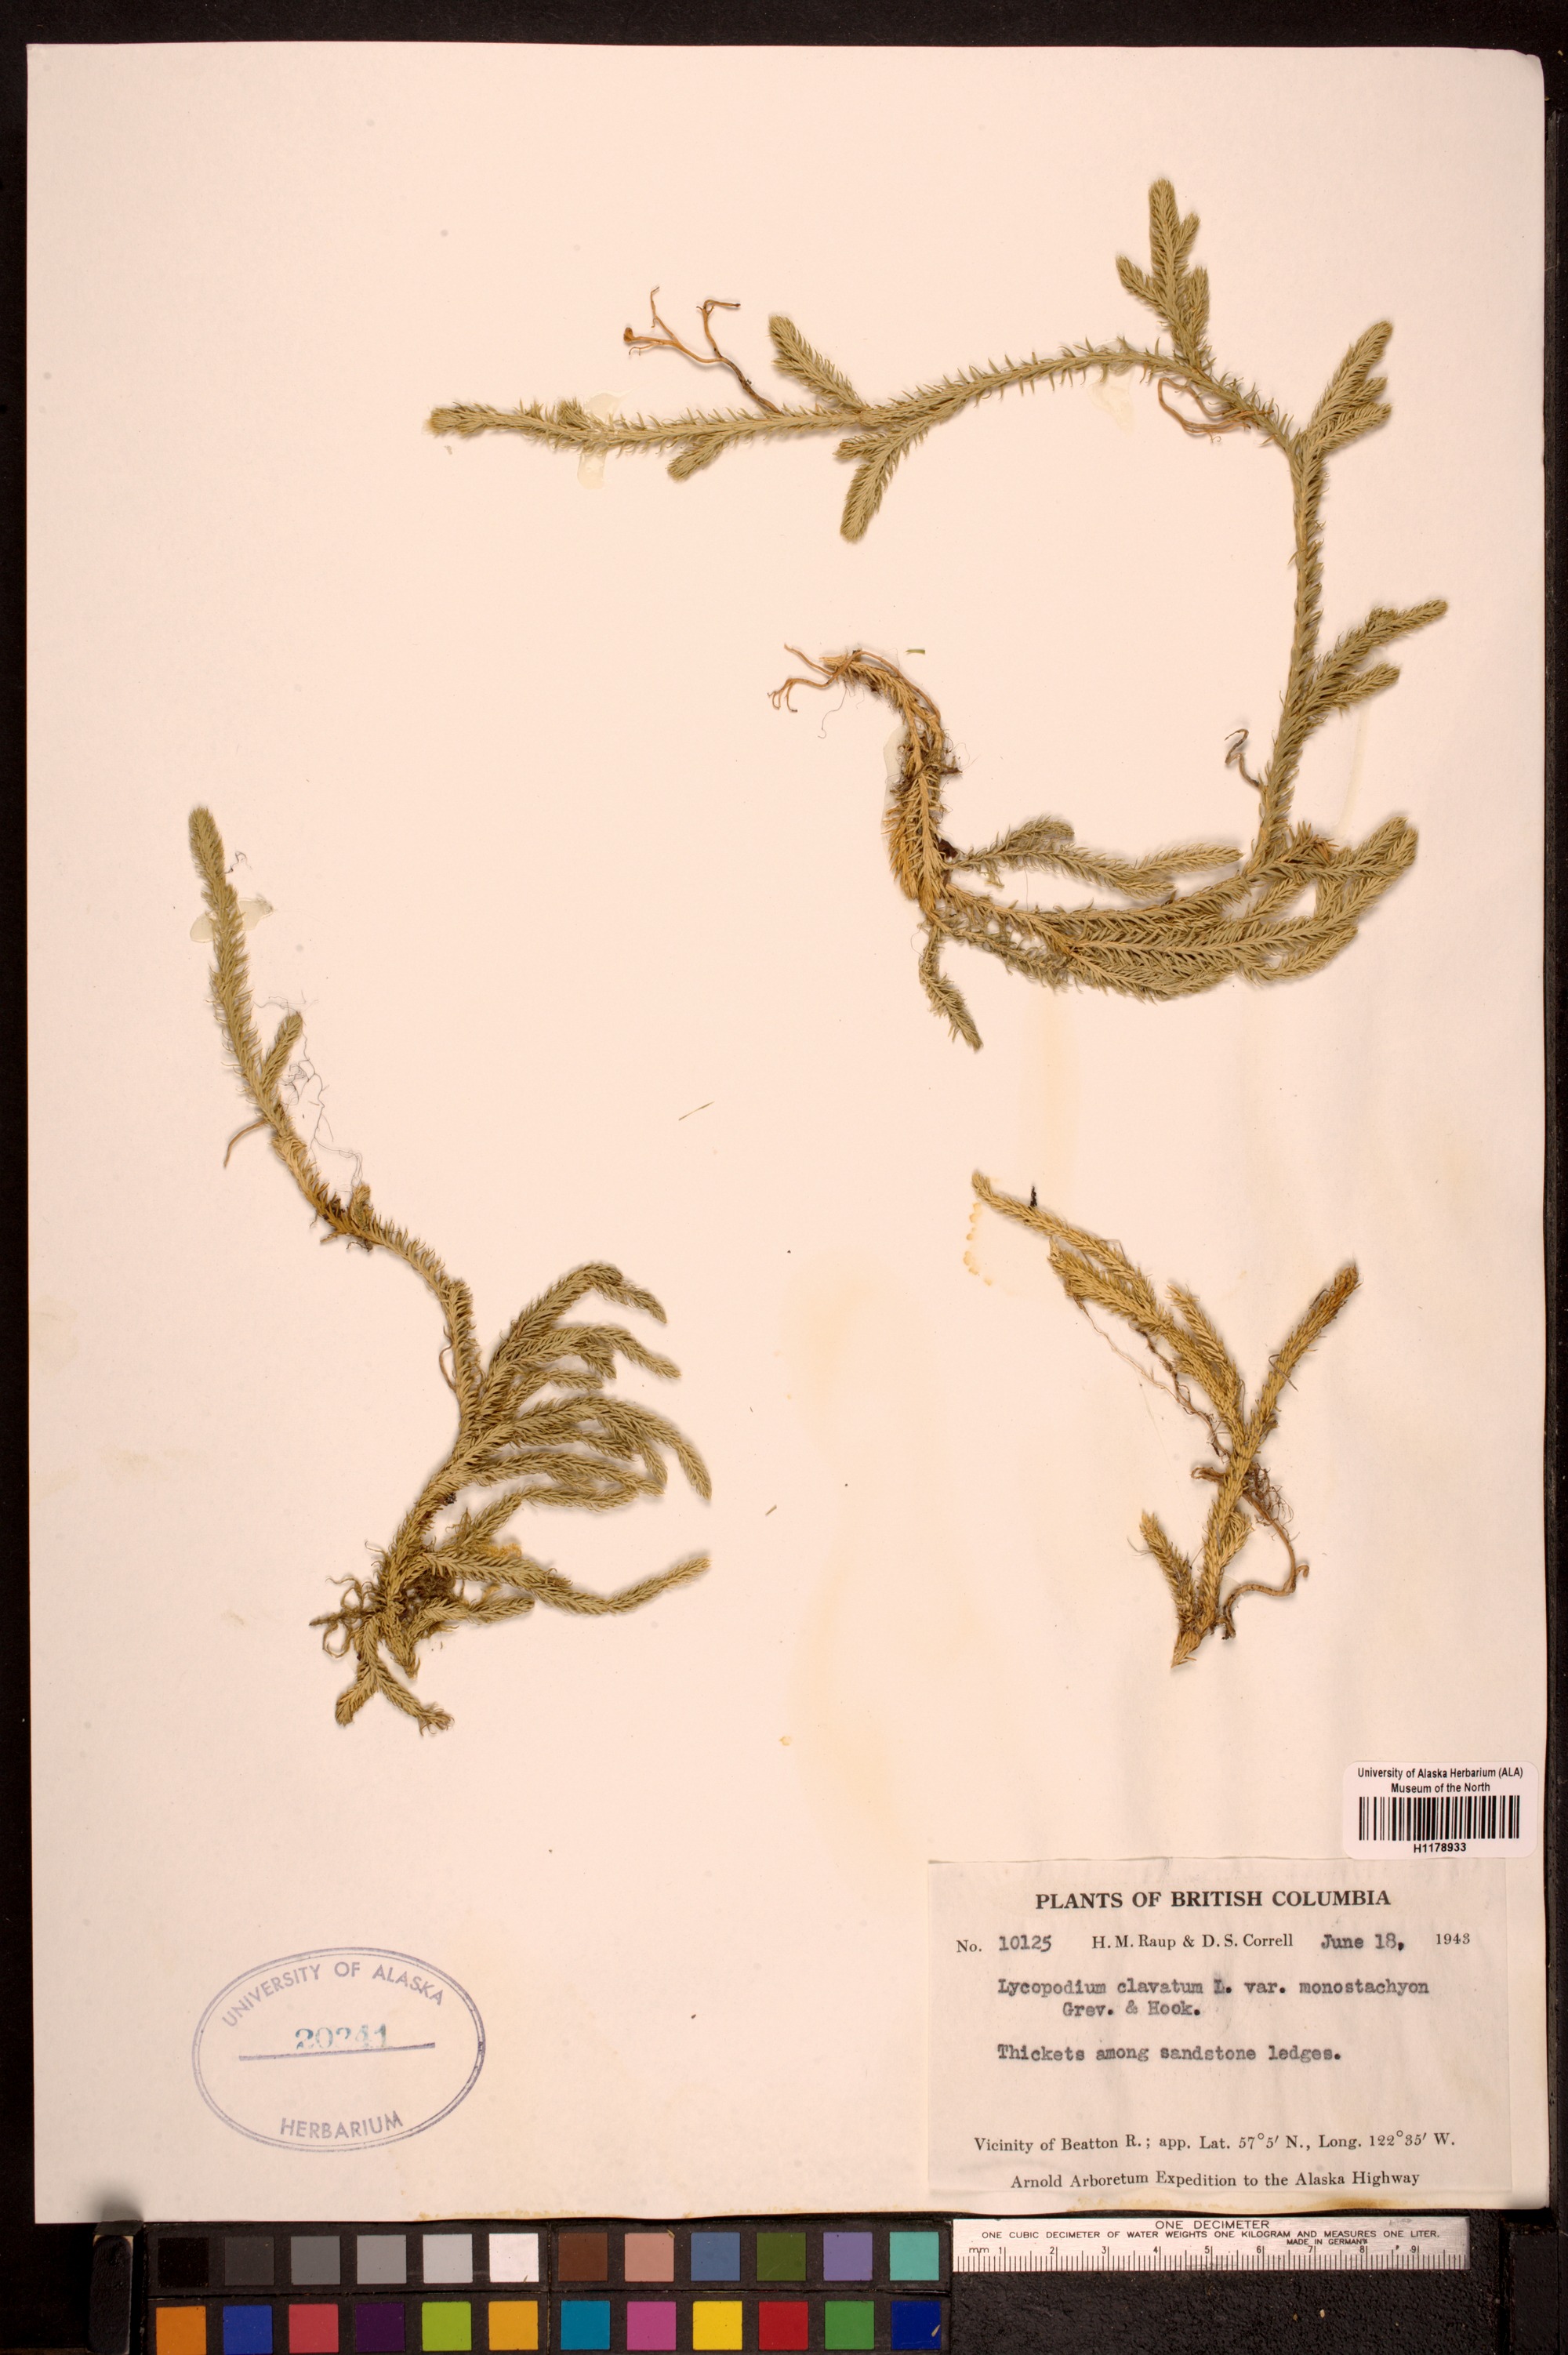 University of Alaska Herbarium (ALA)
Museum of the North
H1178933
PLANTS OF BRITISH COLUMBIA
No. 10125 H. M. Raup & D. S. Correll June 18, 1943
Lycopodium clavatum L. var. monostachyon
Grev. & Hook.
Thickets among sandstone ledges.
Vicinity of Beatton R.; app. Lat. 57°5′ N., Long. 122°35′ W.
Arnold Arboretum Expedition to the Alaska Highway
UNIVERSITY OF ALASKA
20241
HERBARIUM
ONE DECIMETER
ONE CUBIC DECIMETER OF WATER WEIGHTS ONE KILOGRAM AND MEASURES ONE LITER.
MADE IN GERMANY
mm 1 2 3 4 5 6 7 8 9